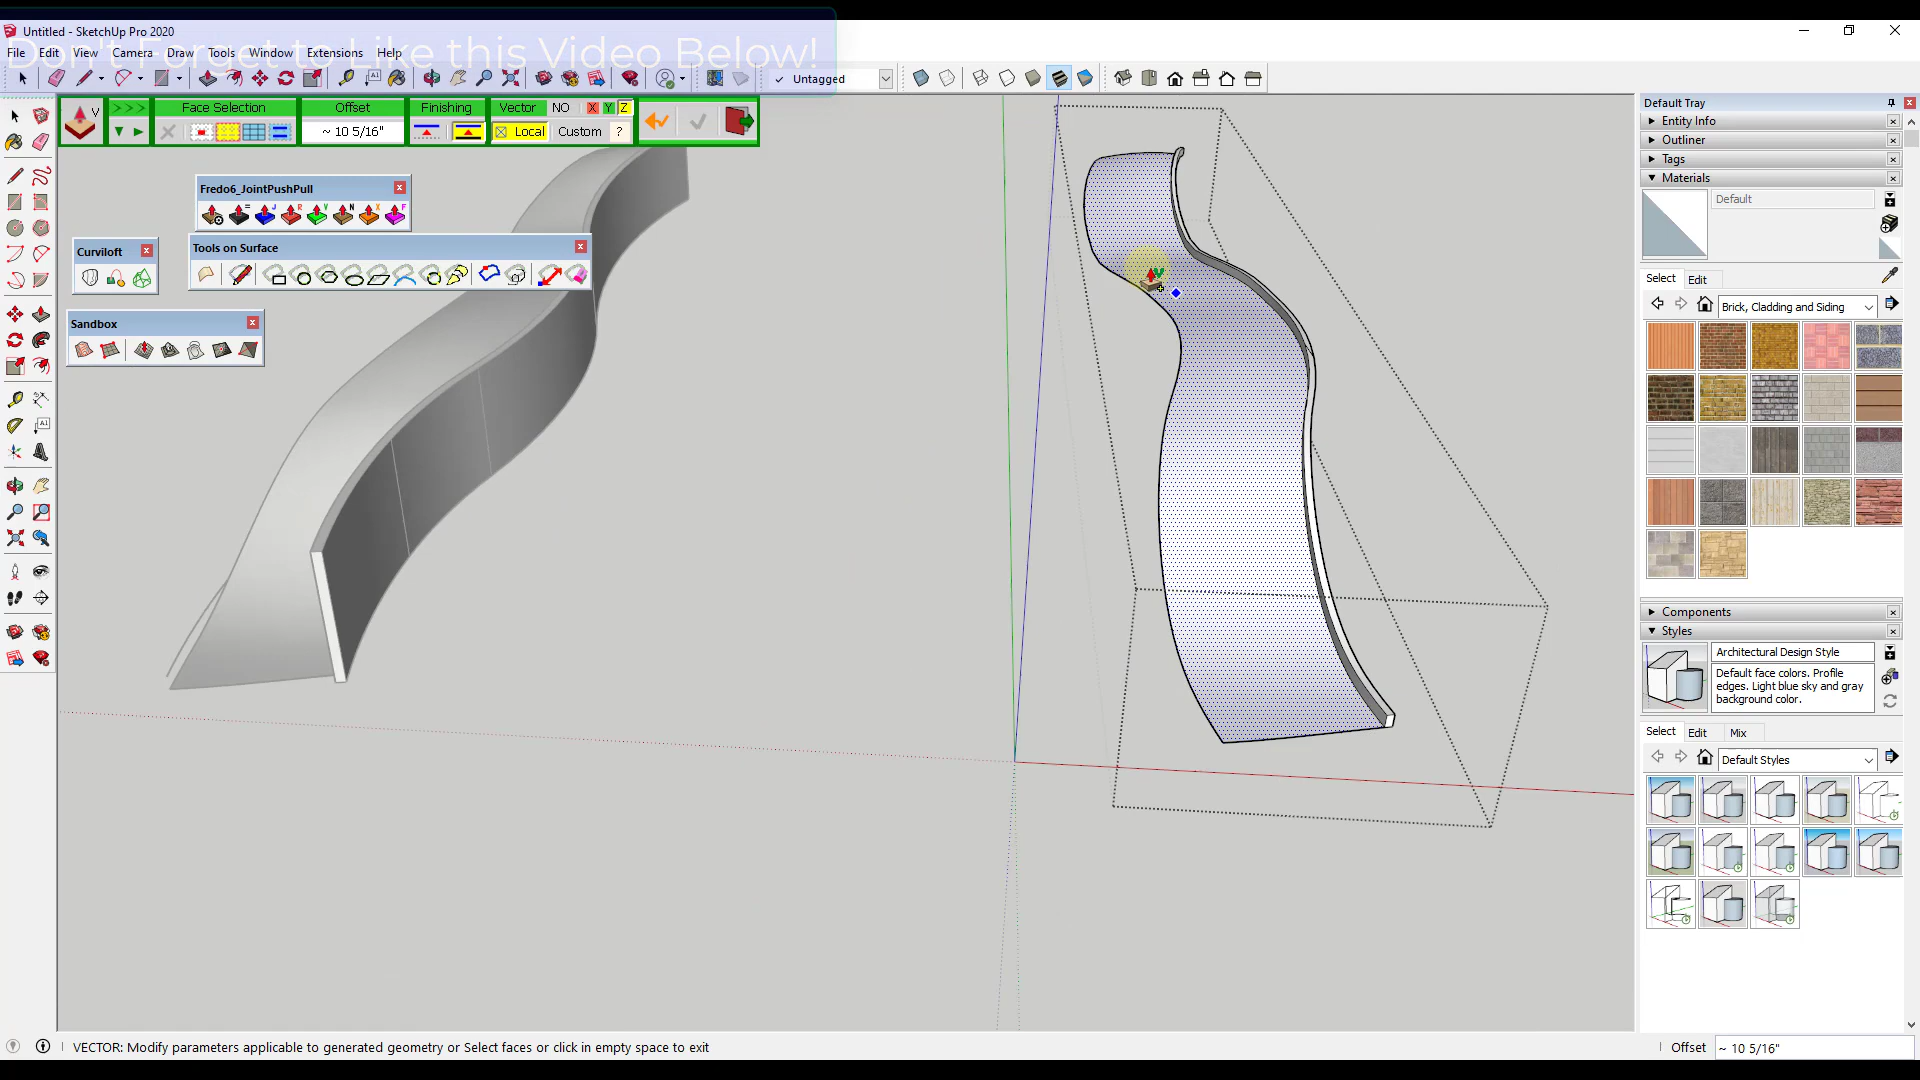 Untitled - SketchUp Pro 2020
Don't Forget to Like this Video Below!
File Edit View Camera Draw Tools Window Extensions Help
Untagged
V >>> Face Selection Offset Finishing Vector NO X Y Z
~ 10 5/16" Local Custom ?
Fredo6_JointPushPull
Curviloft
Tools on Surface
Sandbox
Default Tray
Entity Info
Outliner
Tags
Materials
Default
Select Edit
Brick, Cladding and Siding
Components
Styles
Architectural Design Style
Default face colors. Profile
edges. Light blue sky and gray
background color.
Select Edit Mix
Default Styles
VECTOR: Modify parameters applicable to generated geometry or Select faces or click in empty space to exit
Offset ~ 10 5/16"